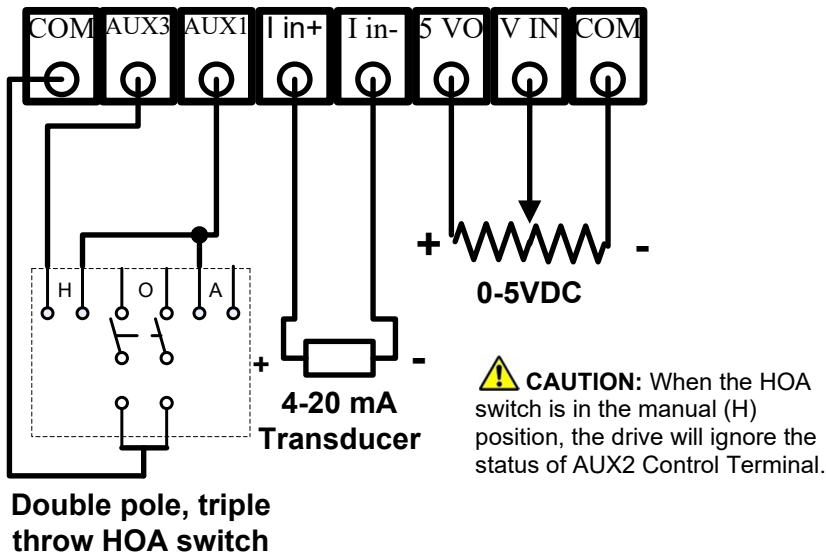 COM AUX3 AUX1 I in+ I in- 5 VO V IN COM
+ -
0-5VDC
H O A
+ -
4-20 mA
Transducer
CAUTION: When the HOA
switch is in the manual (H)
position, the drive will ignore the
status of AUX2 Control Terminal.
Double pole, triple
throw HOA switch